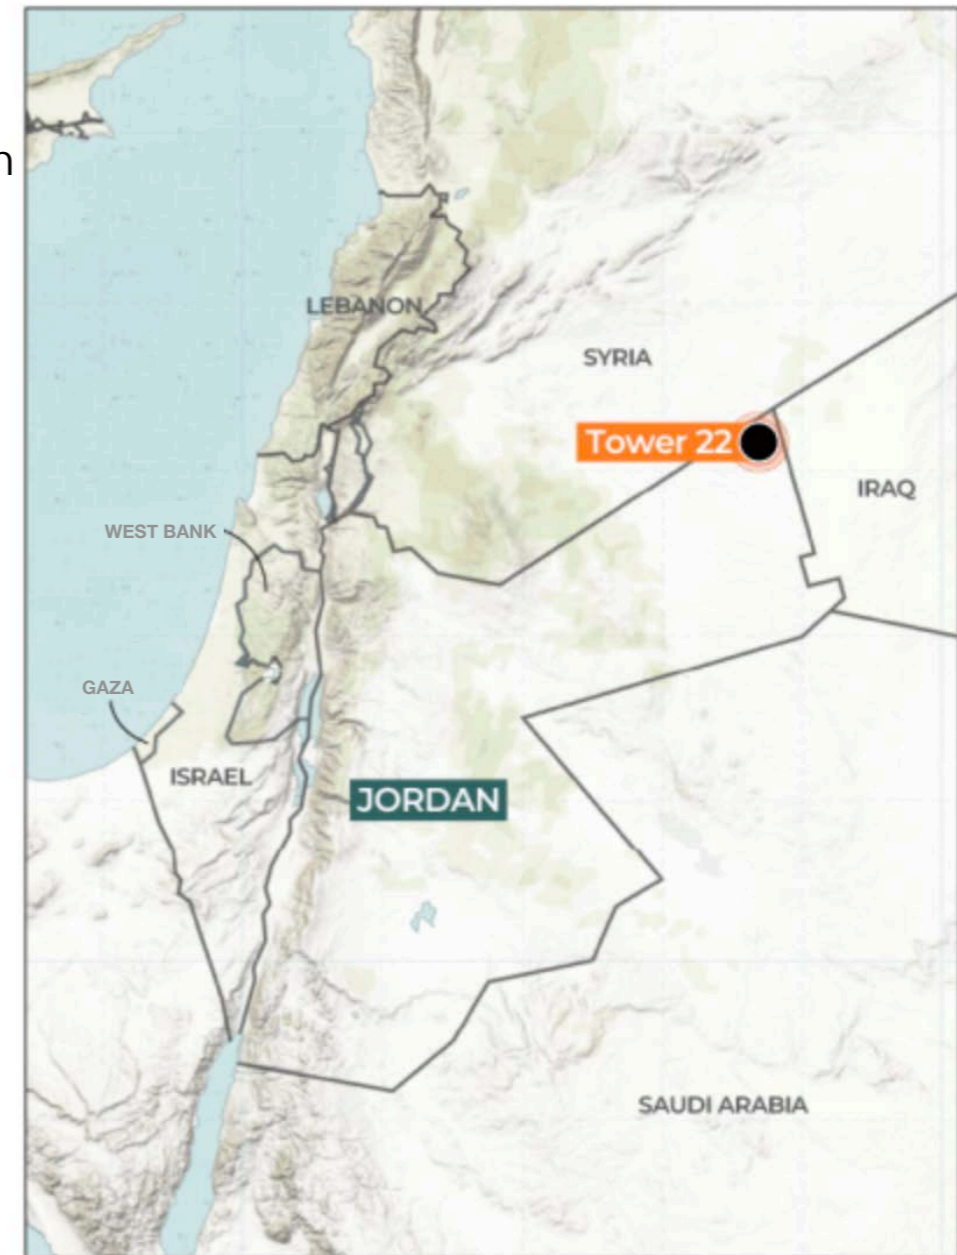 LEBANON
SYRIA
Tower 22
IRAQ
WEST BANK
GAZA
ISRAEL
JORDAN
SAUDI ARABIA